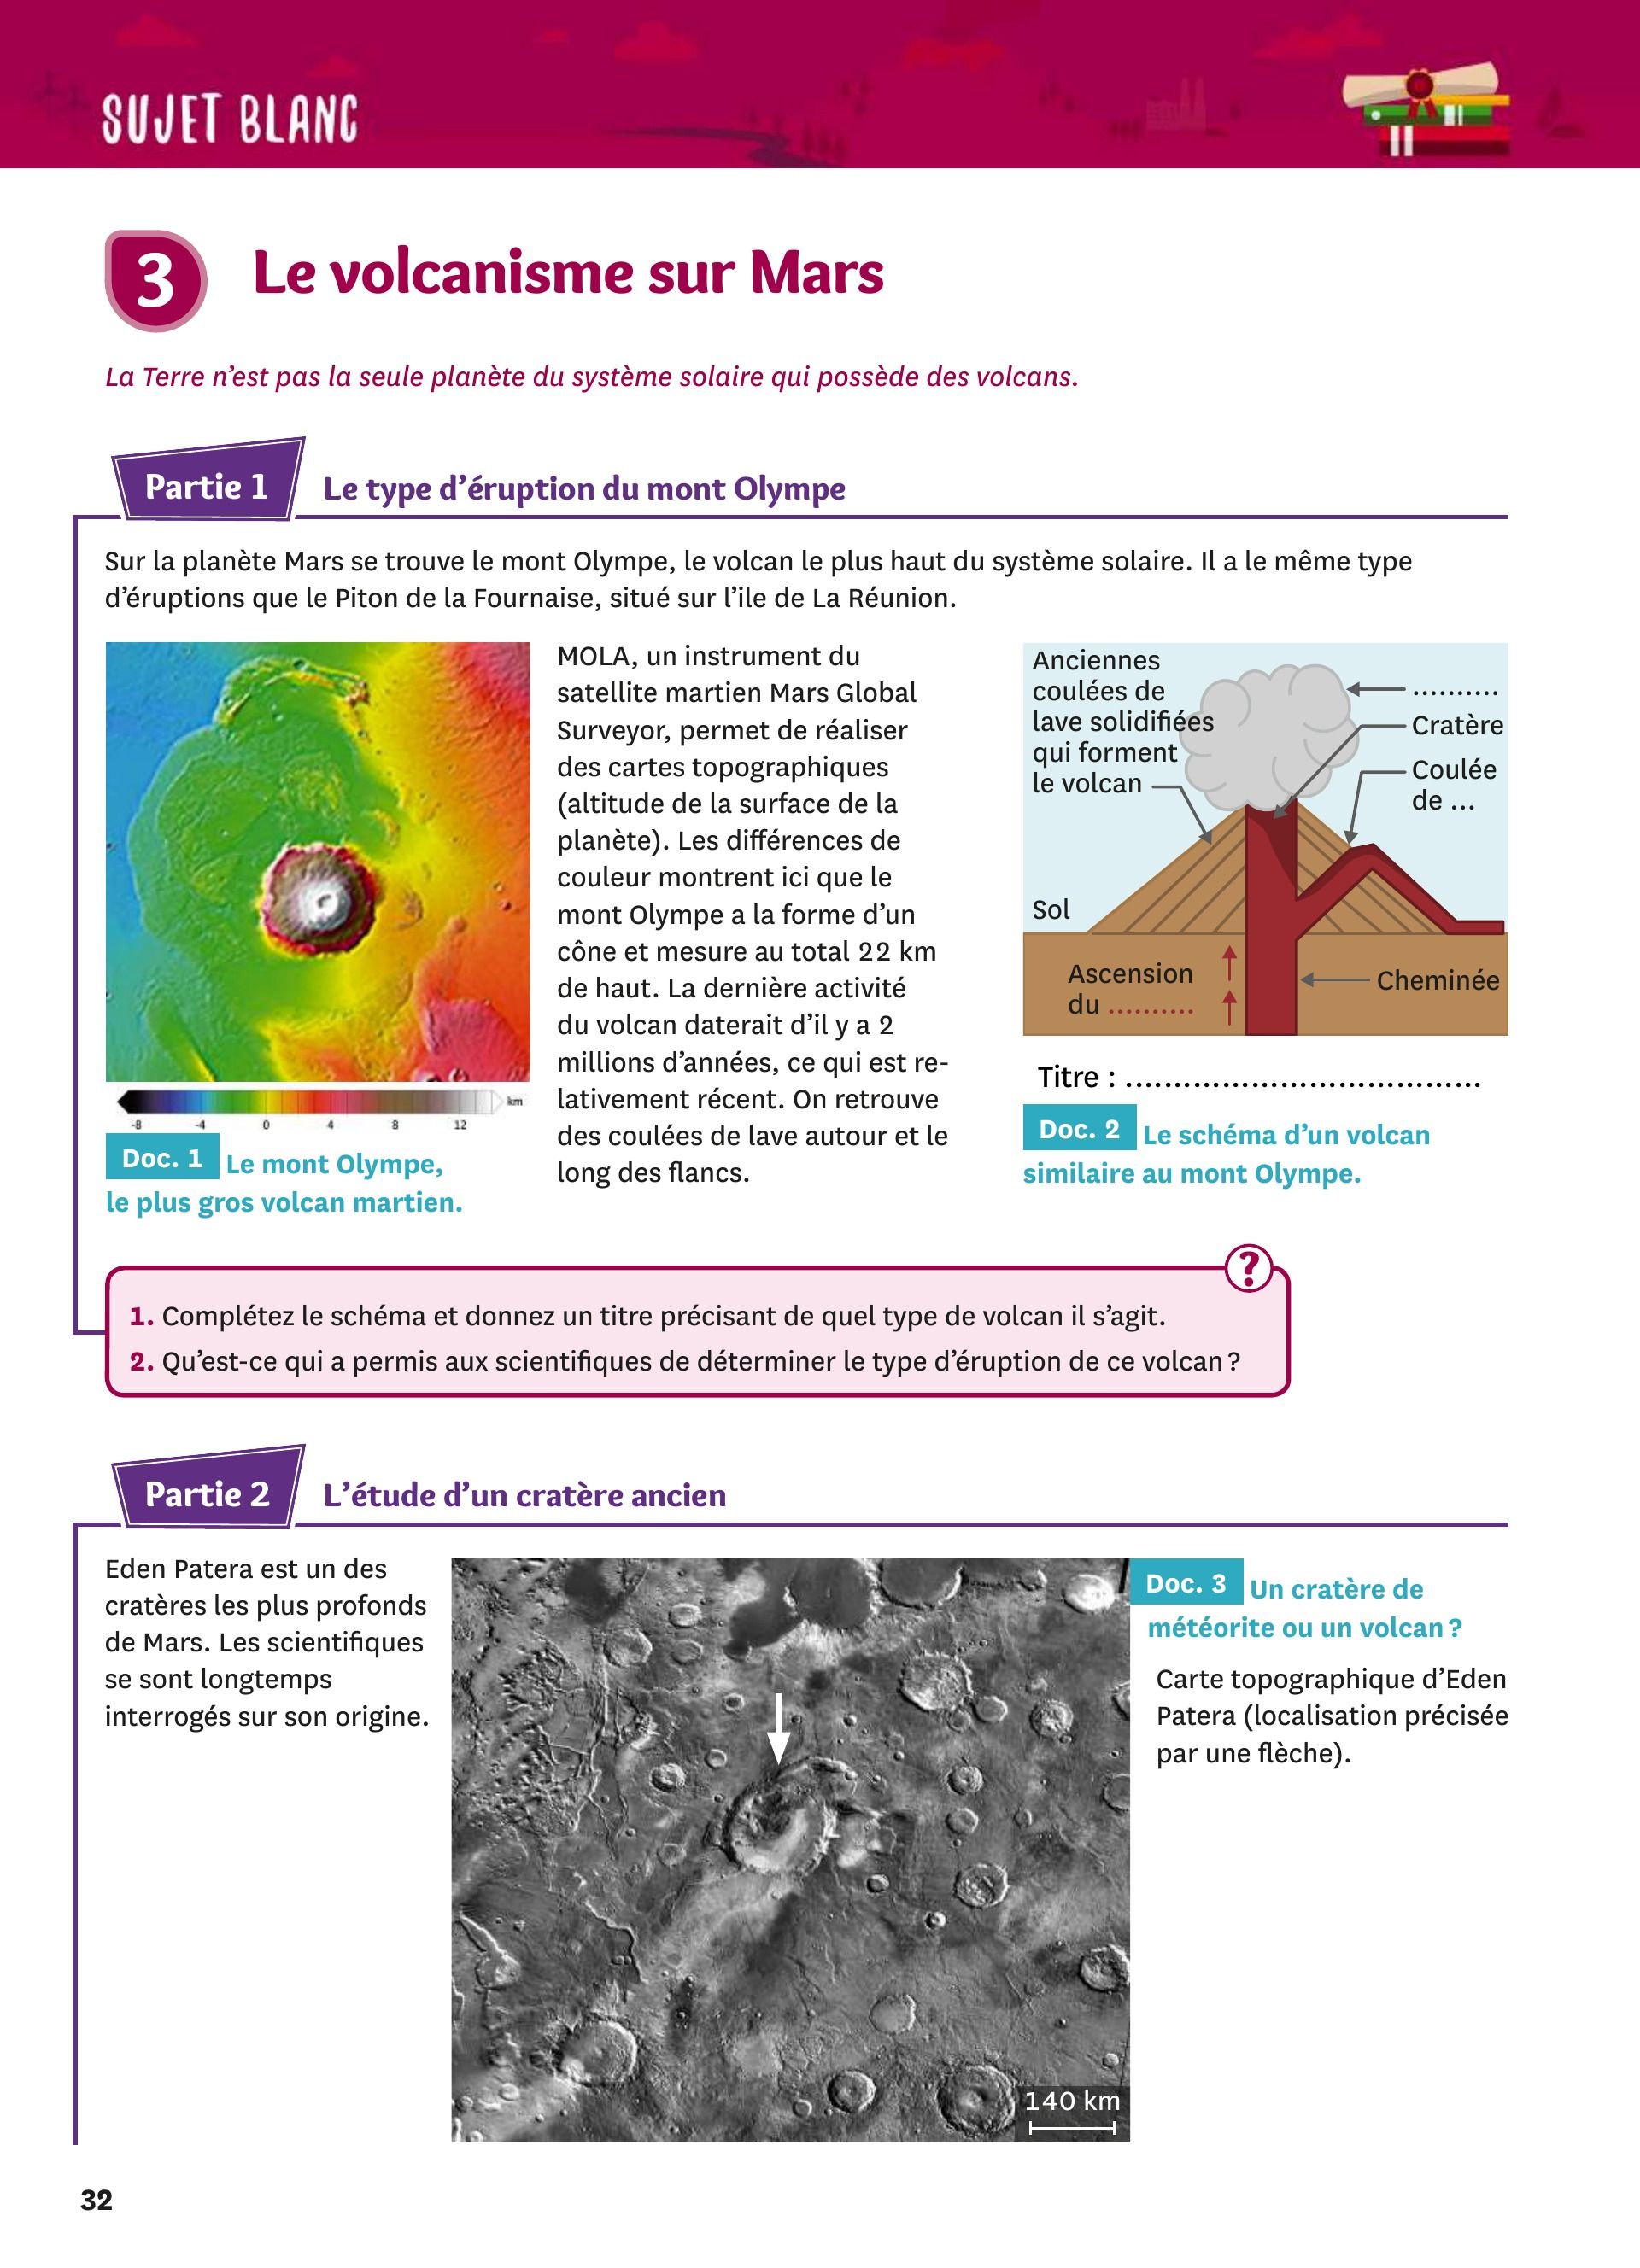 SUJET BLANC
3
Le volcanisme sur Mars
La Terre n’est pas la seule planète du système solaire qui possède des volcans.
Partie 1
Le type d’éruption du mont Olympe
Sur la planète Mars se trouve le mont Olympe, le volcan le plus haut du système solaire. Il a le même type
d’éruptions que le Piton de la Fournaise, situé sur l’ile de La Réunion.
-8 -4 0 4 8 12 km
Doc. 1 Le mont Olympe,
le plus gros volcan martien.
MOLA, un instrument du
satellite martien Mars Global
Surveyor, permet de réaliser
des cartes topographiques
(altitude de la surface de la
planète). Les différences de
couleur montrent ici que le
mont Olympe a la forme d’un
cône et mesure au total 22 km
de haut. La dernière activité
du volcan daterait d’il y a 2
millions d’années, ce qui est re-
lativement récent. On retrouve
des coulées de lave autour et le
long des flancs.
Anciennes
coulées de
lave solidifiées
qui forment
le volcan
..........
Cratère
Coulée
de ...
Sol
Ascension
du ..........
Cheminée
Titre : .....................................
Doc. 2 Le schéma d’un volcan
similaire au mont Olympe.
?
1. Complétez le schéma et donnez un titre précisant de quel type de volcan il s’agit.
2. Qu’est-ce qui a permis aux scientifiques de déterminer le type d’éruption de ce volcan ?
Partie 2
L’étude d’un cratère ancien
Eden Patera est un des
cratères les plus profonds
de Mars. Les scientifiques
se sont longtemps
interrogés sur son origine.
140 km
Doc. 3 Un cratère de
météorite ou un volcan ?
Carte topographique d’Eden
Patera (localisation précisée
par une flèche).
32